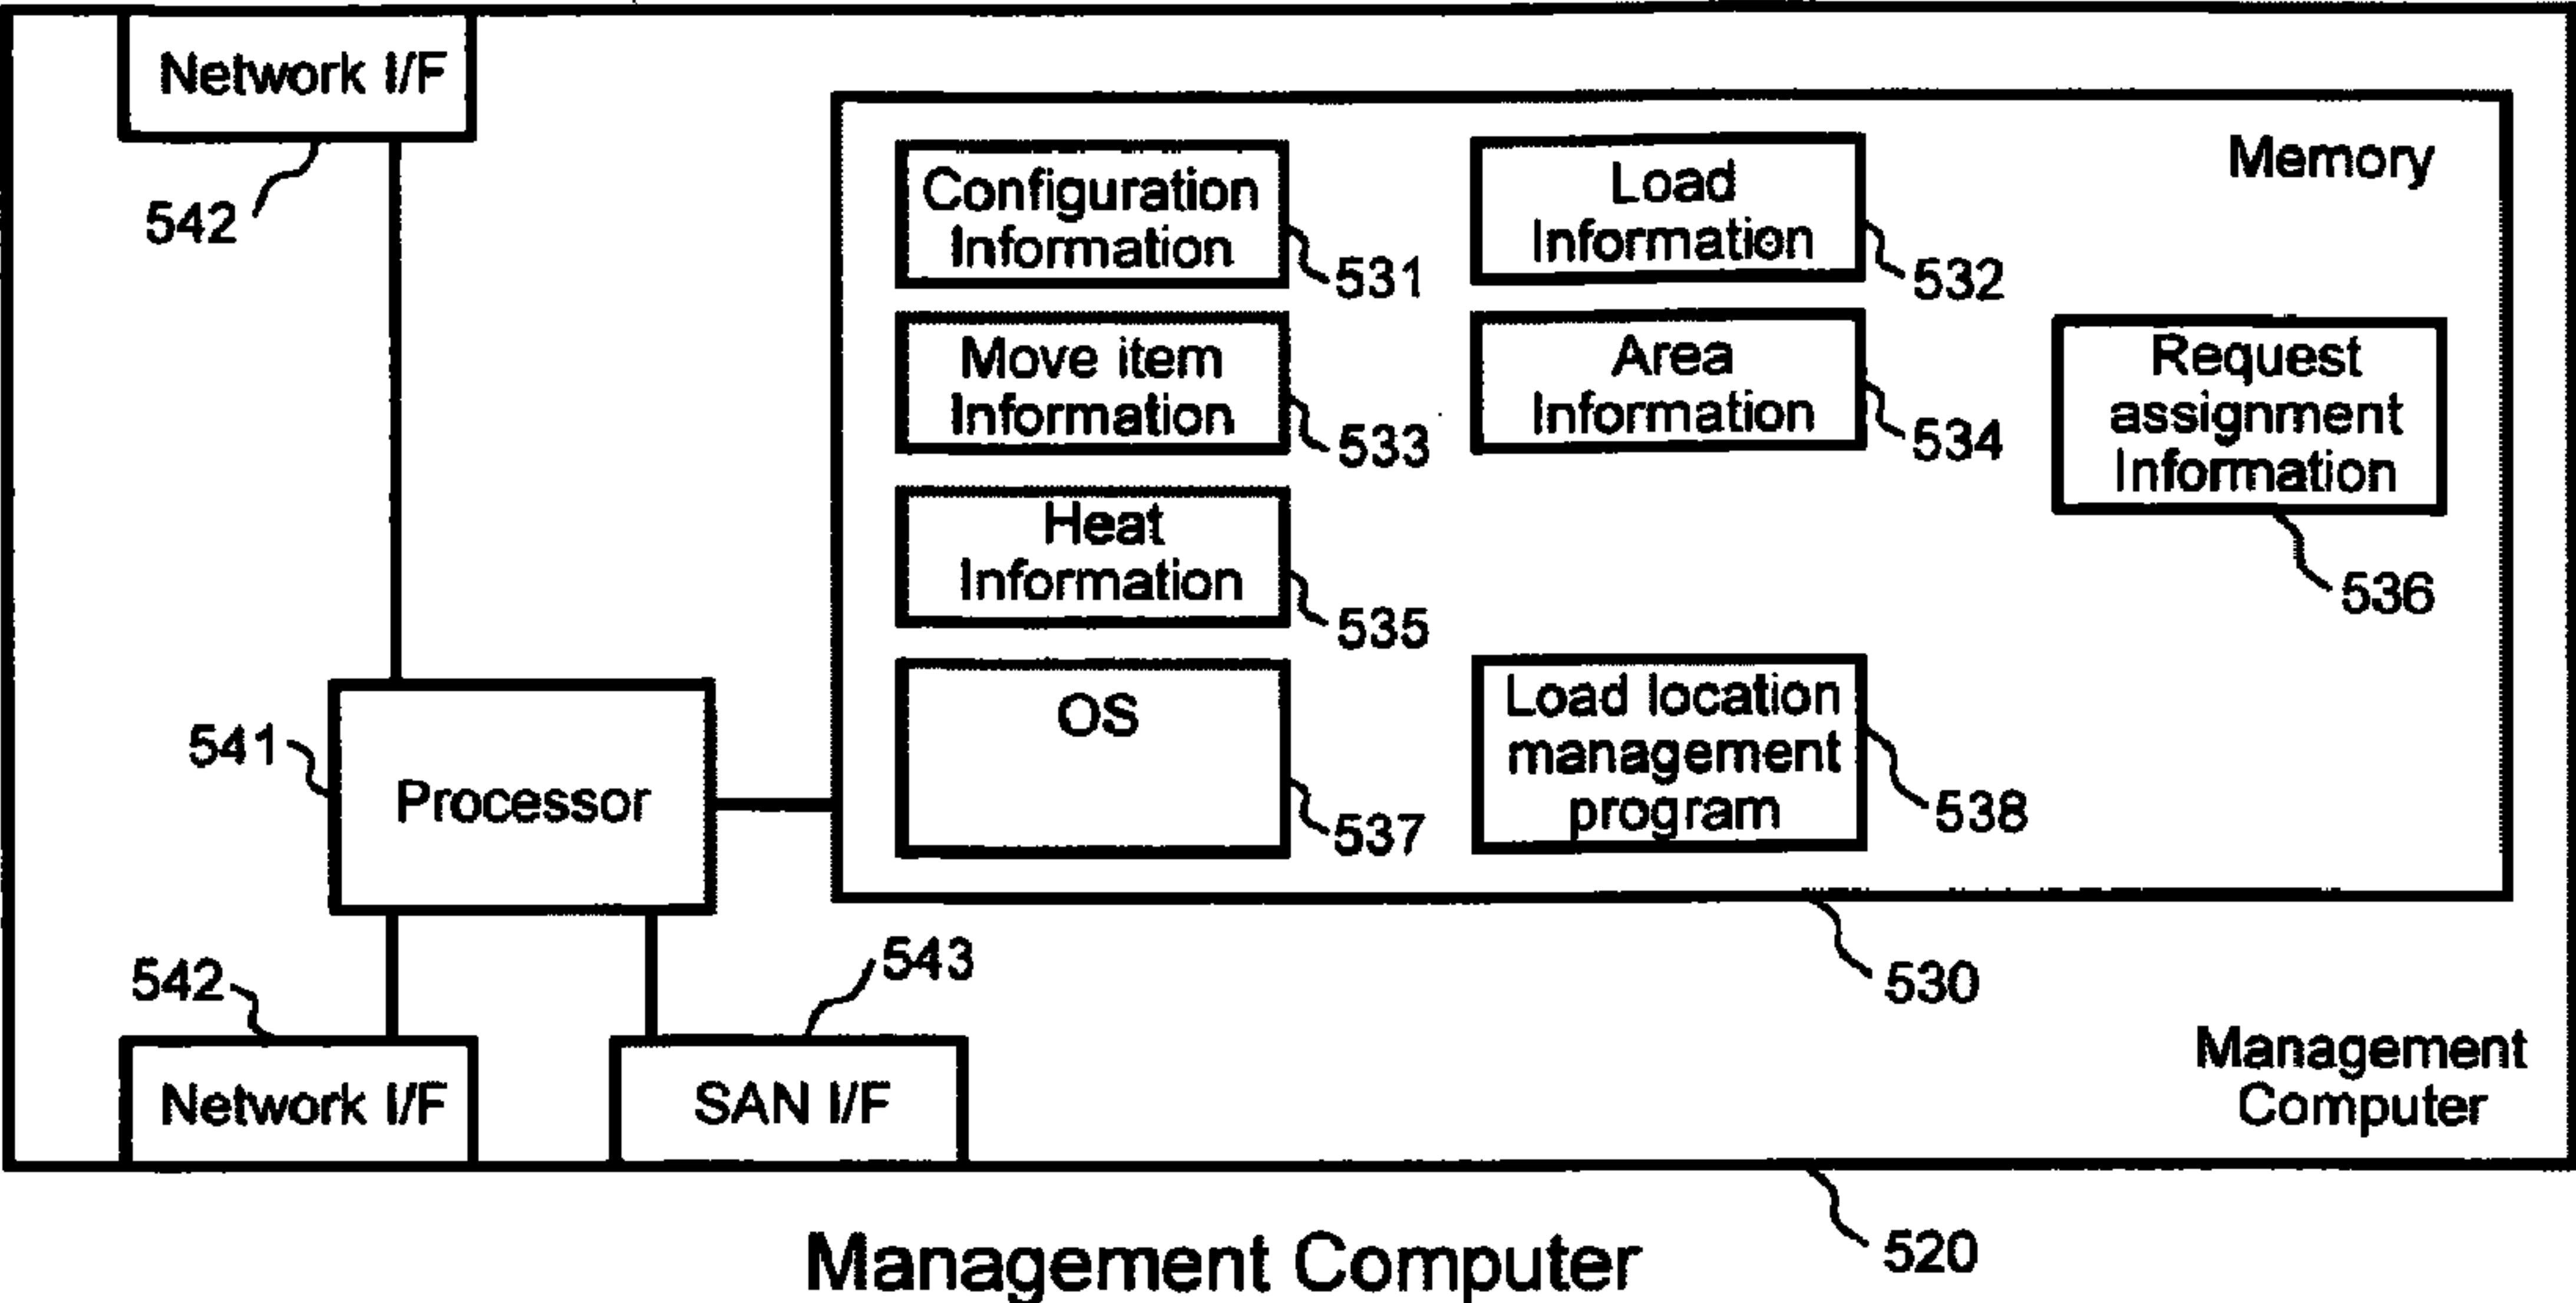 Network I/F
542
Memory
Configuration
Information
531
Load
Information
532
Move item
Information
533
Area
Information
534
Request
assignment
Information
536
Heat
Information
535
OS
537
Load location
management
program
538
541
Processor
530
542
Network I/F
543
SAN I/F
Management
Computer
520
Management Computer